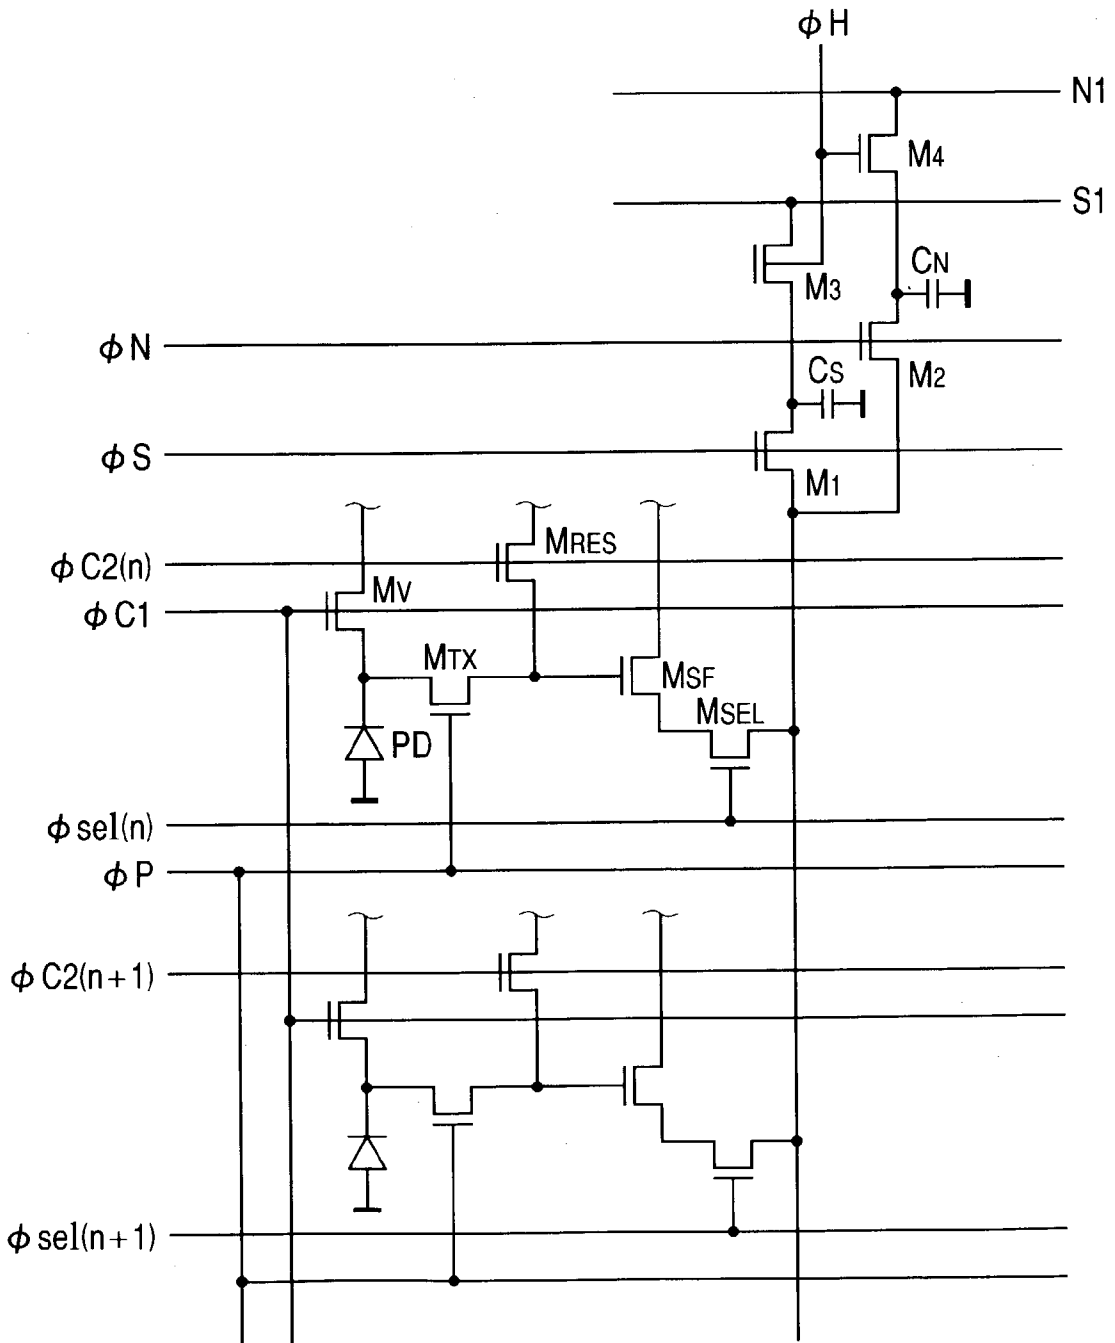 ϕH
N1
M4
S1
CN
M3
ϕN
M2
CS
ϕS
M1
MRES
ϕC2(n)
MV
ϕC1
MTX
MSF
MSEL
PD
ϕsel(n)
ϕP
ϕC2(n+1)
ϕsel(n+1)